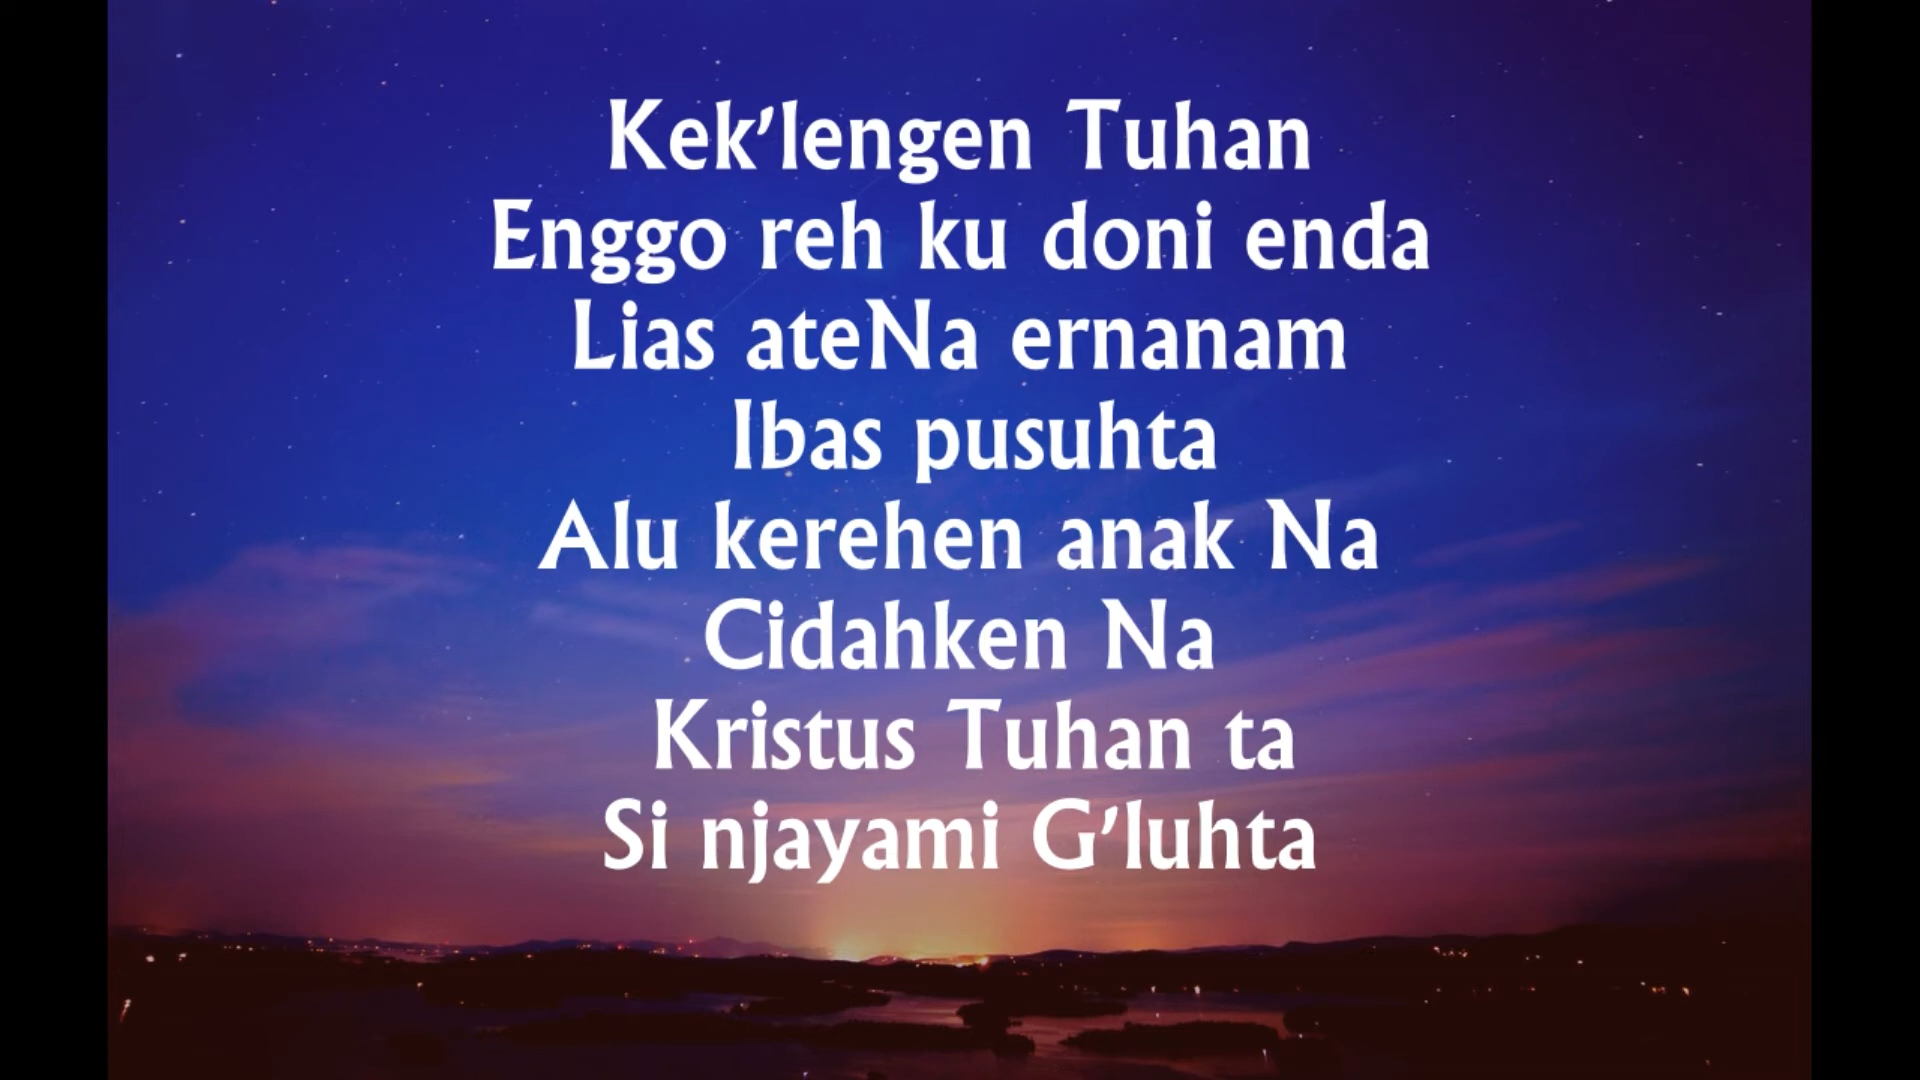 Kek'lengen Tuhan
Enggo reh ku doni enda
Lias ateNa ernanam
Ibas pusuhta
Alu kerehen anak Na
Cidahken Na
Kristus Tuhan ta
Si njayami G'luhta